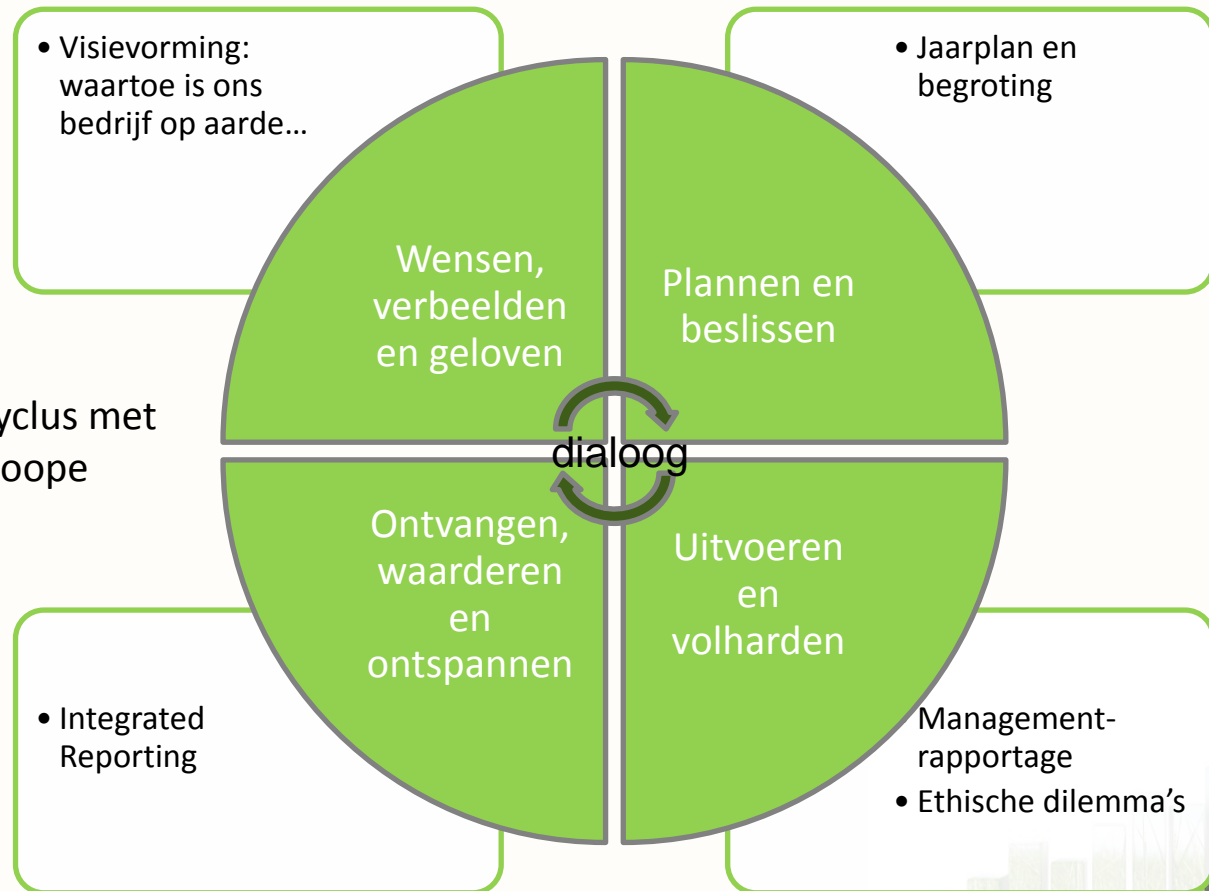 • Visievorming:
waartoe is ons
bedrijf op aarde…
• Jaarplan en
begroting
Wensen,
verbeelden
en geloven
Plannen en
beslissen
yclus met
oope
dialoog
Ontvangen,
waarderen
en
ontspannen
Uitvoeren
en
volharden
• Integrated
Reporting
Management-
rapportage
• Ethische dilemma's